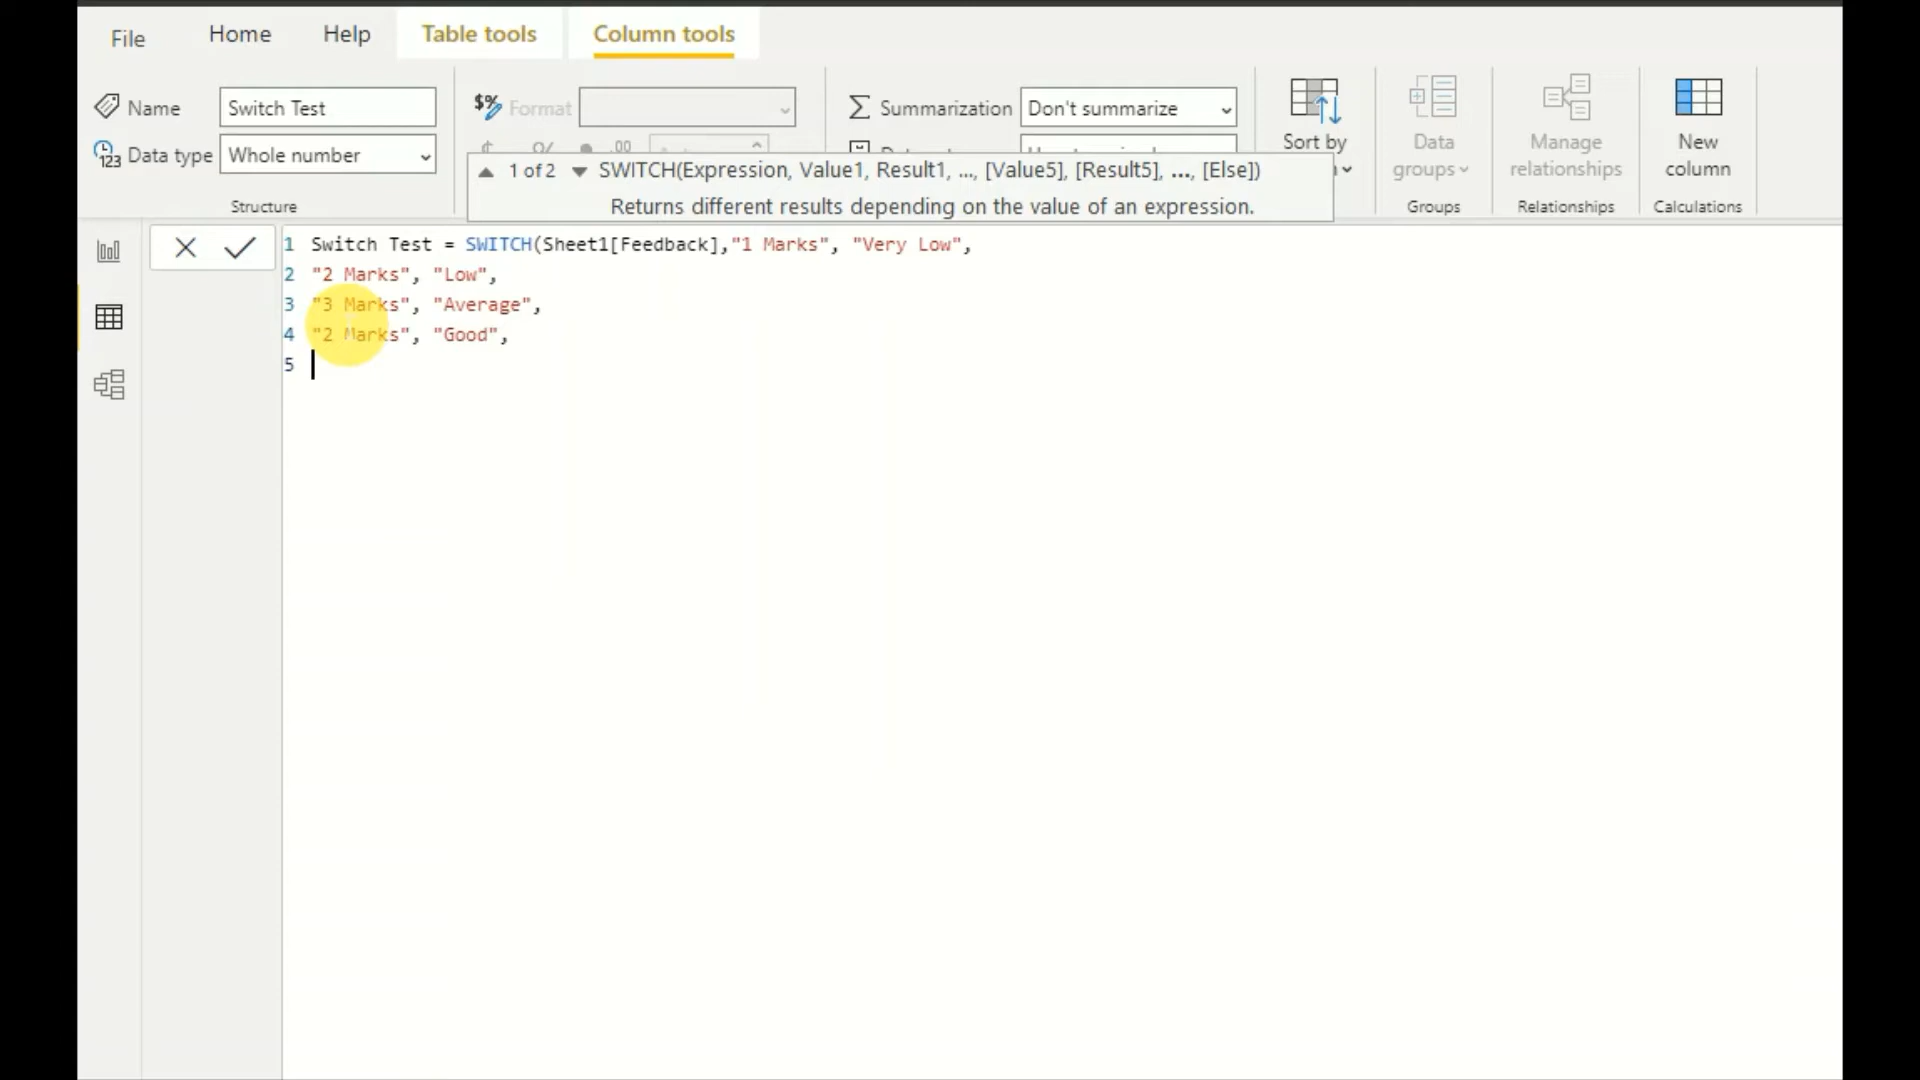 File Home Help Table tools Column tools
Name Switch Test $% Format Summarization Don't summarize
123 Data type Whole number
Sort by
Data groups
Manage relationships
New column
1 of 2 SWITCH(Expression, Value1, Result1, ..., [Value5], [Result5], ..., [Else])
Returns different results depending on the value of an expression.
Structure Groups Relationships Calculations
1 Switch Test = SWITCH(Sheet1[Feedback],"1 Marks", "Very Low",
2 "2 Marks", "Low",
3 "3 Marks", "Average",
4 "2 Marks", "Good",
5